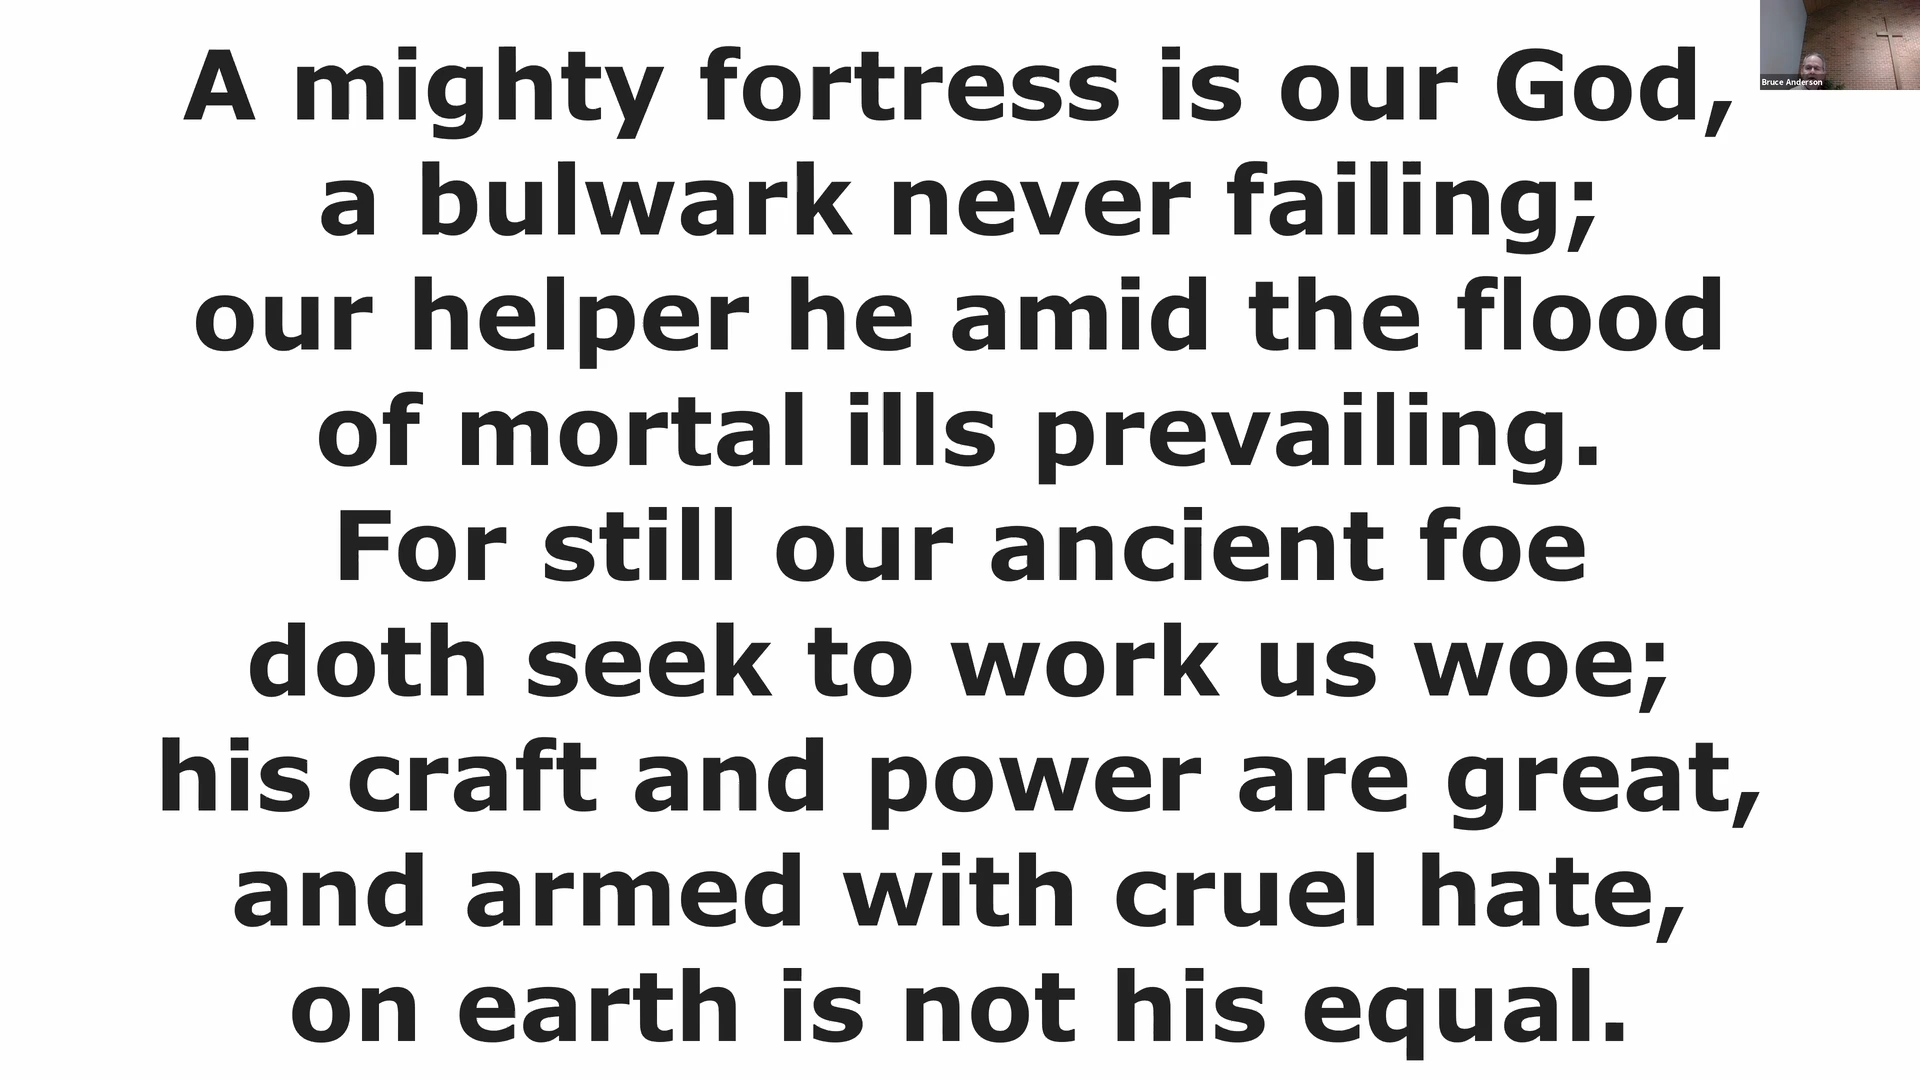 A mighty fortress is our God,
a bulwark never failing;
our helper he amid the flood
of mortal ills prevailing.
For still our ancient foe
doth seek to work us woe;
his craft and power are great,
and armed with cruel hate,
on earth is not his equal.
Bruce Anderson